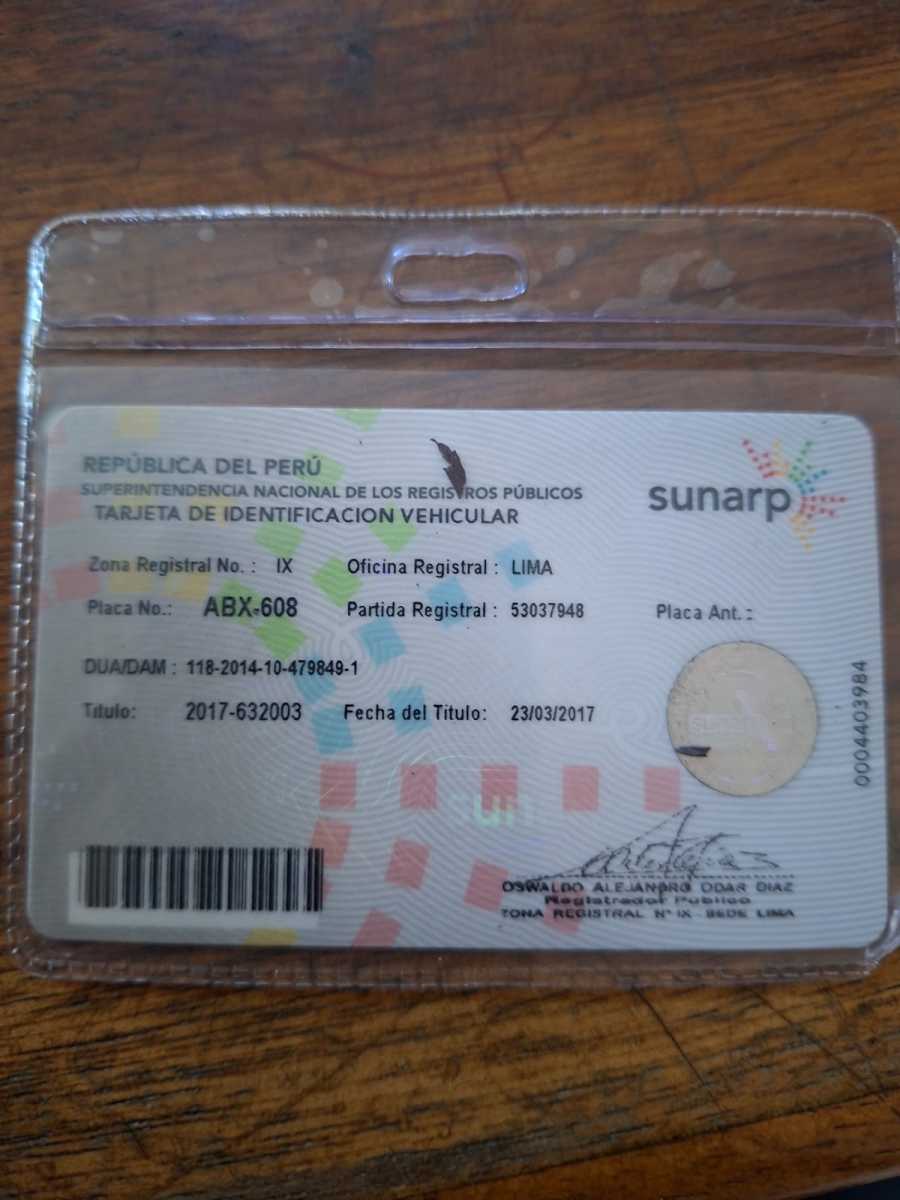 REPÚBLICA DEL PERÚ
SUPERINTENDENCIA NACIONAL DE LOS REGISTROS PÚBLICOS
TARJETA DE IDENTIFICACION VEHICULAR
sunarp
Zona Registral No. : IX Oficina Registral : LIMA
Placa No.: ABX-608 Partida Registral : 53037948 Placa Ant. :
DUA/DAM : 118-2014-10-479849-1
Titulo: 2017-632003 Fecha del Titulo: 23/03/2017
0004403984
OSWALDO ALEJANDRO ODAR DIAZ
Registrador Publico
ZONA REGISTRAL Nº IX - SEDE LIMA